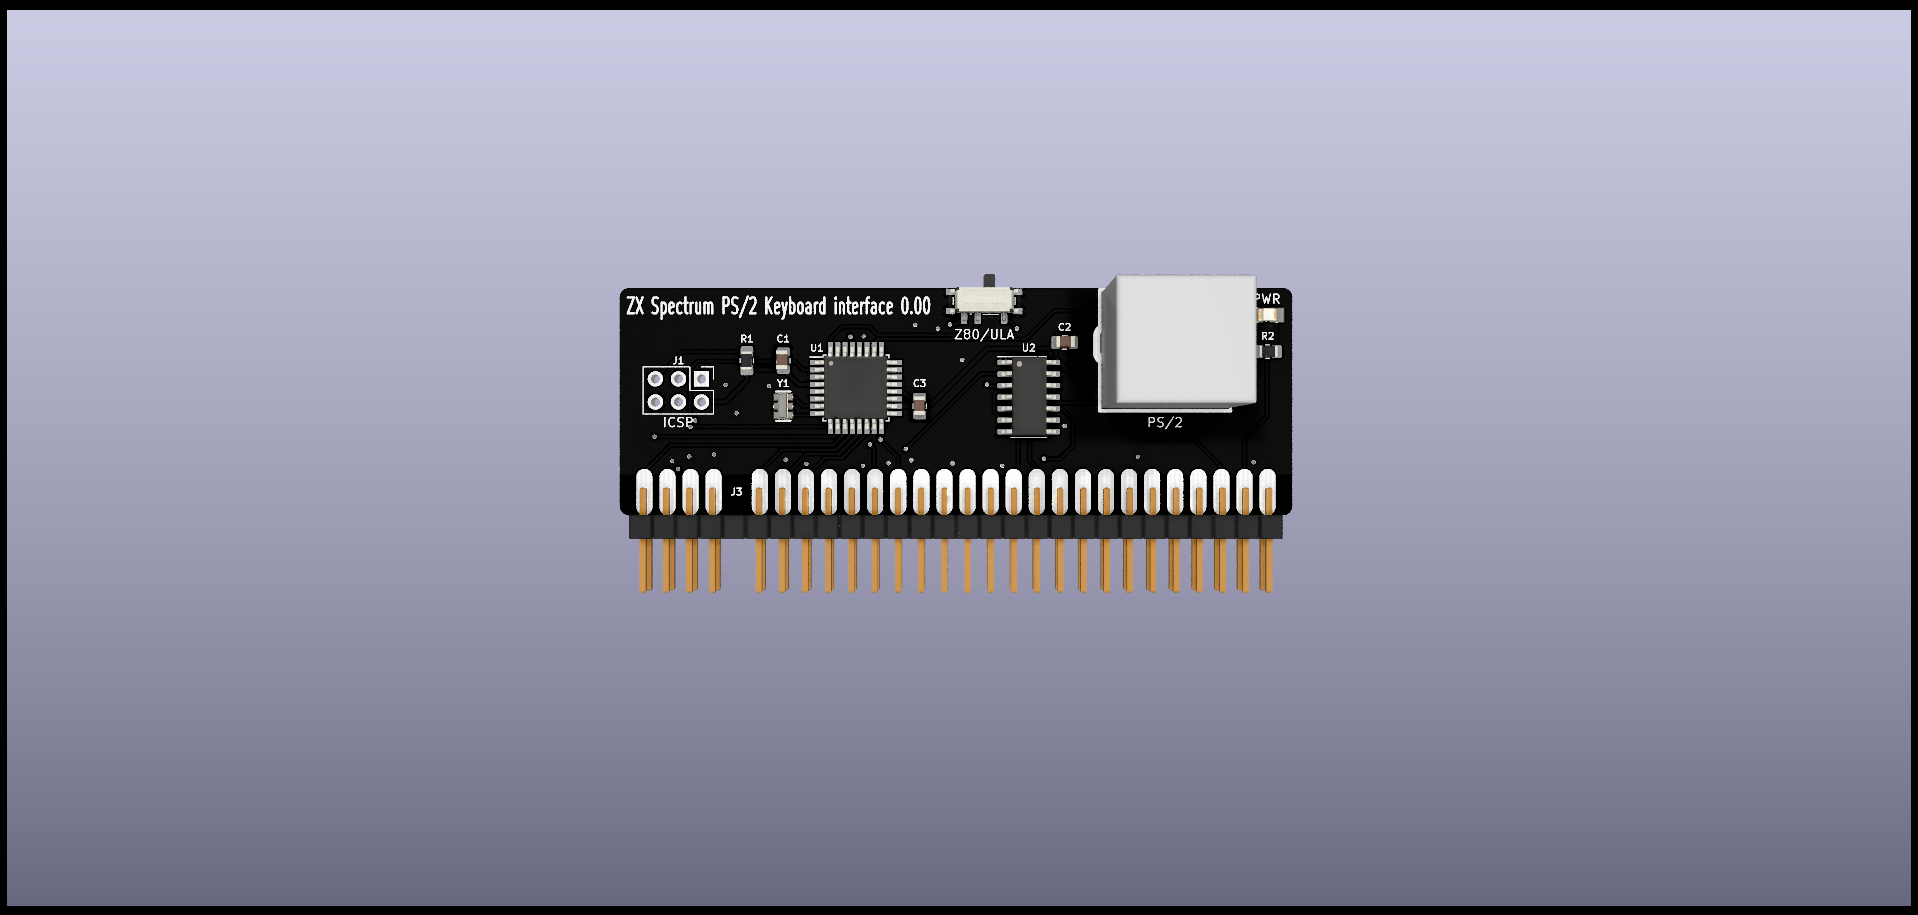 ZX Spectrum PS/2 Keyboard interface 0.00
PWR
Z80/ULA
C2
R1
C1
U1
U2
R2
J1
Y1
C3
ICSP
PS/2
J3